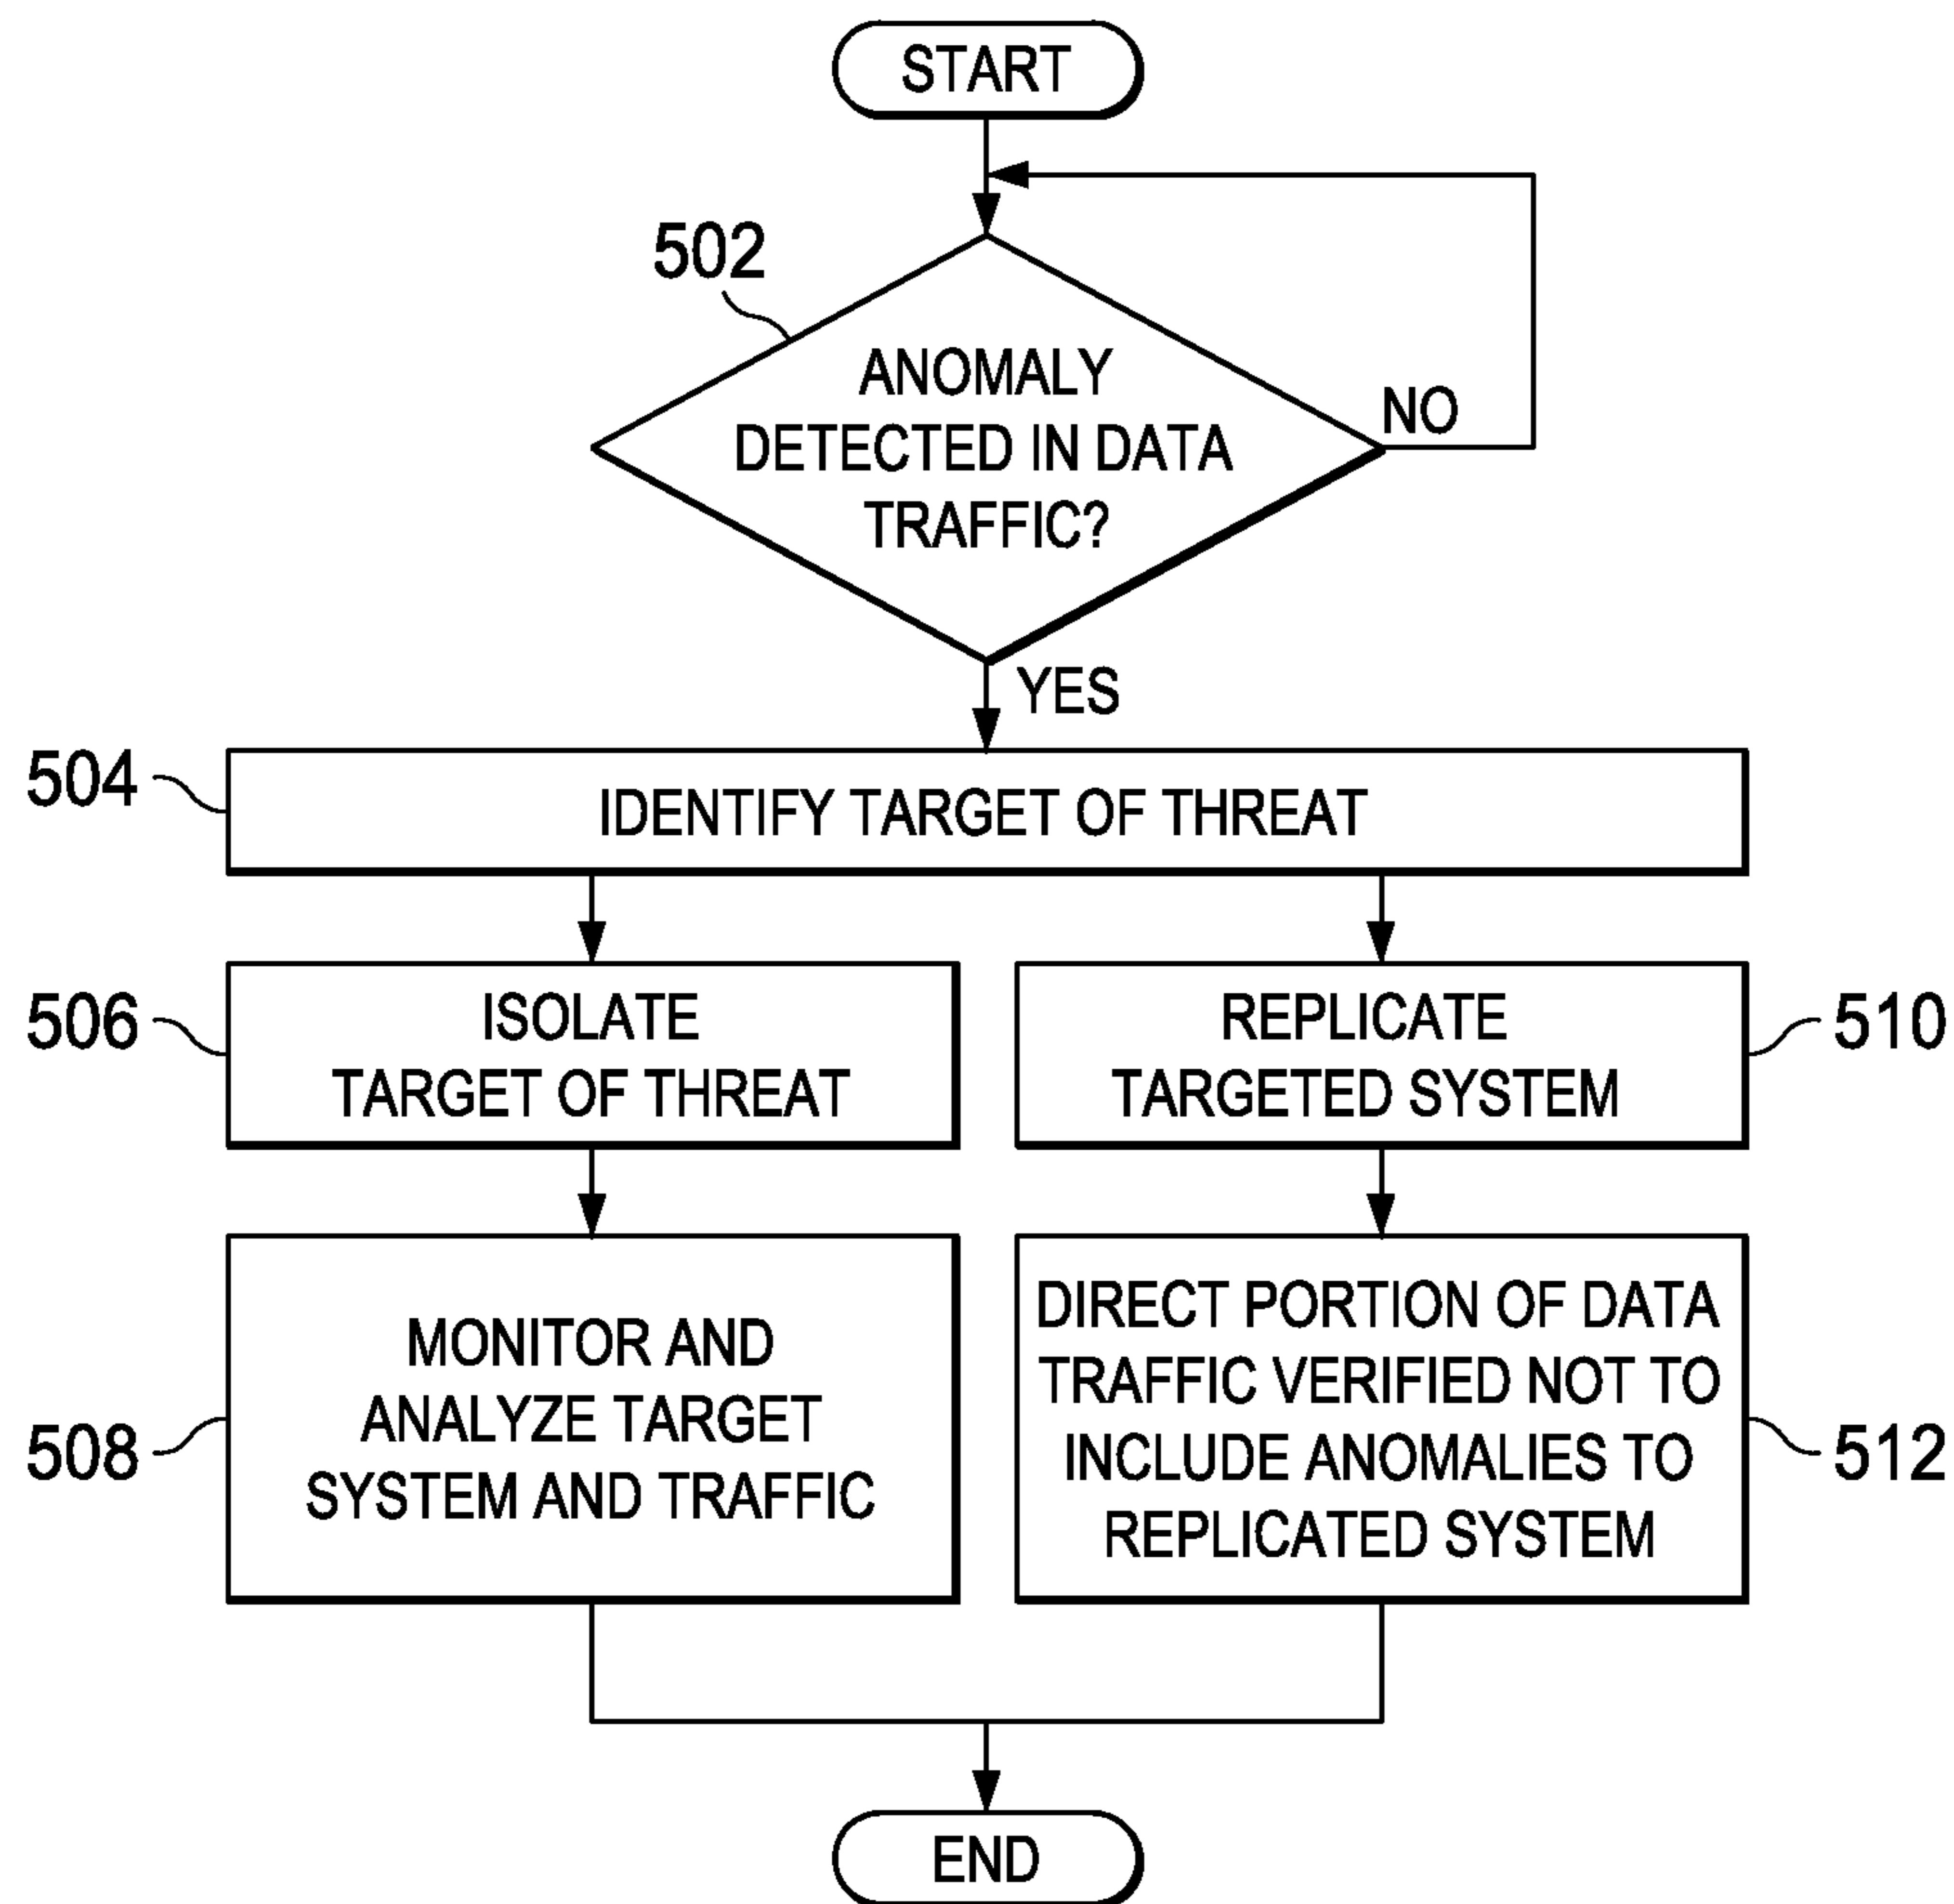 START
502
ANOMALY
DETECTED IN DATA
TRAFFIC?
NO
YES
504
IDENTIFY TARGET OF THREAT
506
ISOLATE
TARGET OF THREAT
REPLICATE
TARGETED SYSTEM
510
508
MONITOR AND
ANALYZE TARGET
SYSTEM AND TRAFFIC
DIRECT PORTION OF DATA
TRAFFIC VERIFIED NOT TO
INCLUDE ANOMALIES TO
REPLICATED SYSTEM
512
END